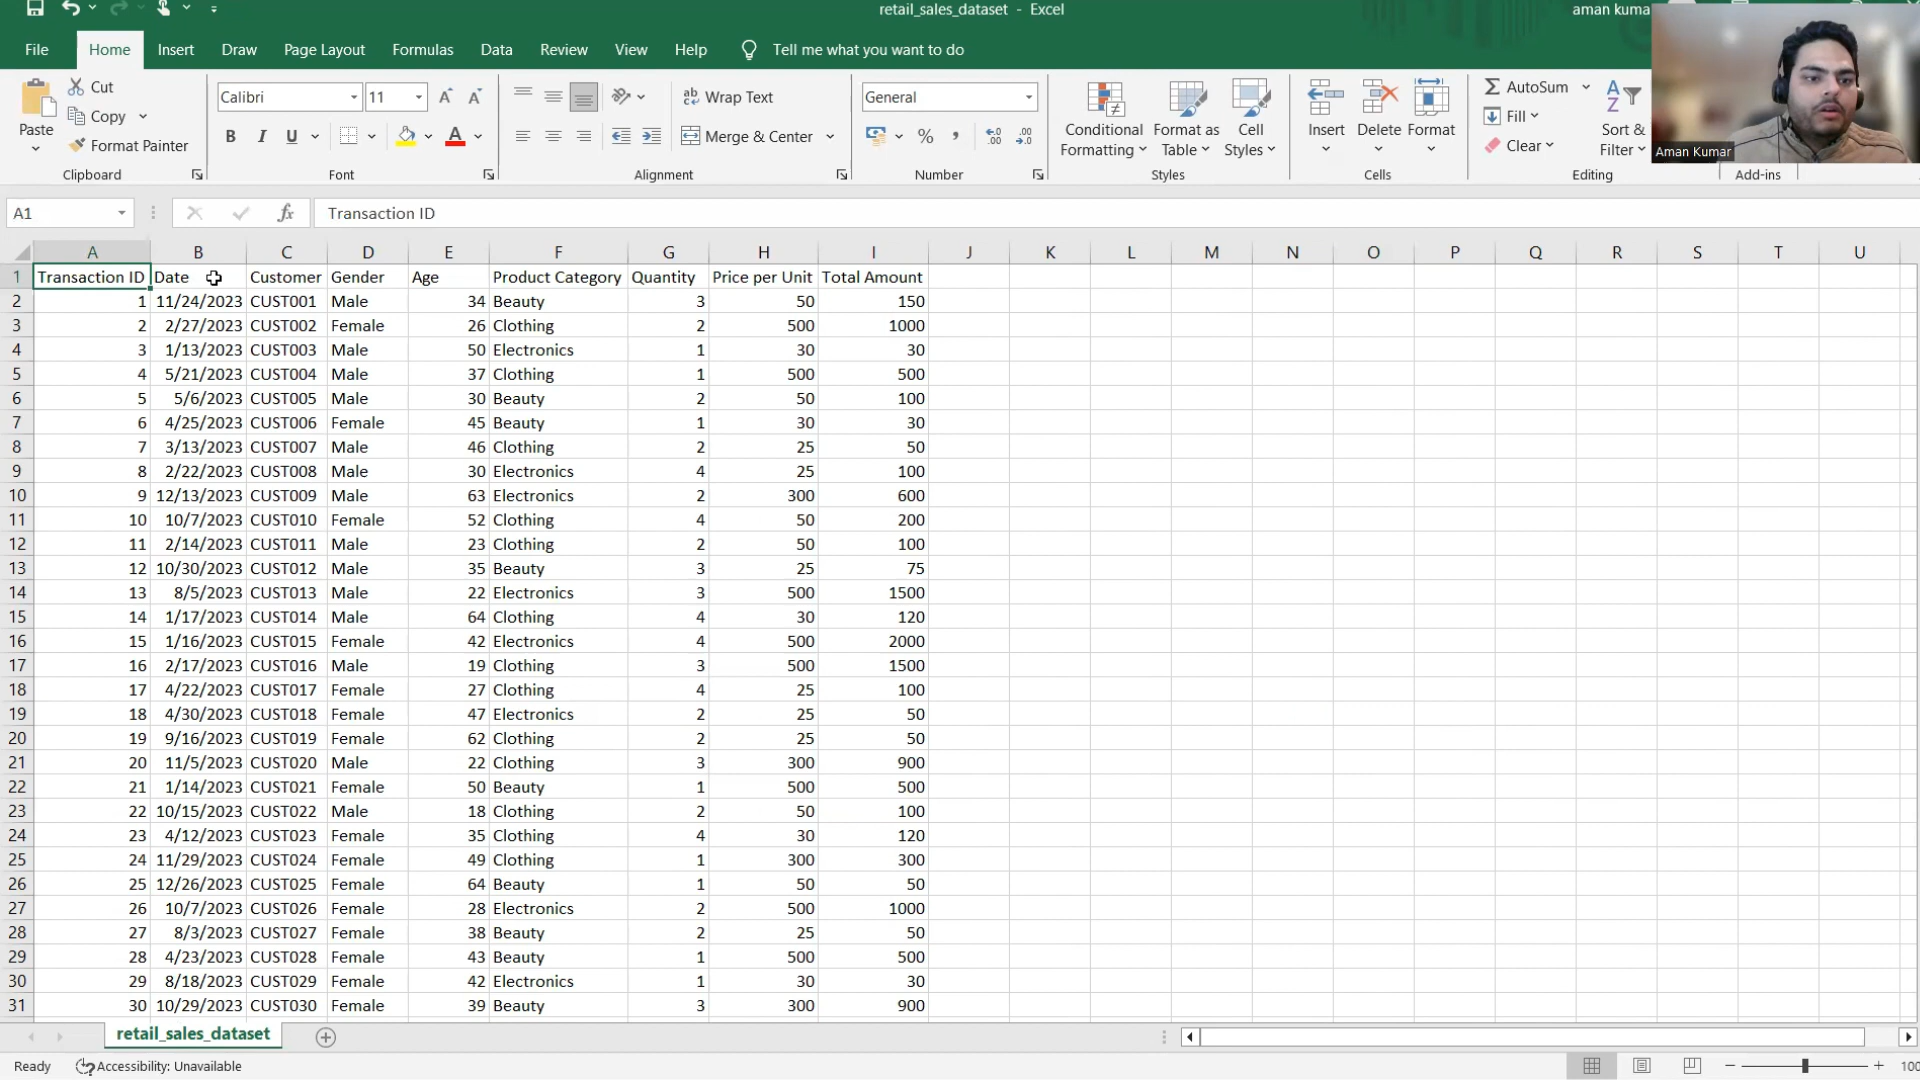 retail_sales_dataset - Excel
aman kuma
File Home Insert Draw Page Layout Formulas Data Review View Help Tell me what you want to do
Paste
Cut
Copy
Format Painter
Clipboard
Calibri 11
B I U A
Font
ab Wrap Text
Merge & Center
Alignment
General
% ,
Number
Conditional Formatting
Format as Table
Cell Styles
Styles
Insert Delete Format
Cells
AutoSum
Fill
Clear
Sort & Filter
Editing
Add-ins
Aman Kumar
A1 fx Transaction ID
A B C D E F G H I J K L M N O P Q R S T U
1 Transaction ID Date Customer Gender Age Product Category Quantity Price per Unit Total Amount
2 1 11/24/2023 CUST001 Male 34 Beauty 3 50 150
3 2 2/27/2023 CUST002 Female 26 Clothing 2 500 1000
4 3 1/13/2023 CUST003 Male 50 Electronics 1 30 30
5 4 5/21/2023 CUST004 Male 37 Clothing 1 500 500
6 5 5/6/2023 CUST005 Male 30 Beauty 2 50 100
7 6 4/25/2023 CUST006 Female 45 Beauty 1 30 30
8 7 3/13/2023 CUST007 Male 46 Clothing 2 25 50
9 8 2/22/2023 CUST008 Male 30 Electronics 4 25 100
10 9 12/13/2023 CUST009 Male 63 Electronics 2 300 600
11 10 10/7/2023 CUST010 Female 52 Clothing 4 50 200
12 11 2/14/2023 CUST011 Male 23 Clothing 2 50 100
13 12 10/30/2023 CUST012 Male 35 Beauty 3 25 75
14 13 8/5/2023 CUST013 Male 22 Electronics 3 500 1500
15 14 1/17/2023 CUST014 Male 64 Clothing 4 30 120
16 15 1/16/2023 CUST015 Female 42 Electronics 4 500 2000
17 16 2/17/2023 CUST016 Male 19 Clothing 3 500 1500
18 17 4/22/2023 CUST017 Female 27 Clothing 4 25 100
19 18 4/30/2023 CUST018 Female 47 Electronics 2 25 50
20 19 9/16/2023 CUST019 Female 62 Clothing 2 25 50
21 20 11/5/2023 CUST020 Male 22 Clothing 3 300 900
22 21 1/14/2023 CUST021 Female 50 Beauty 1 500 500
23 22 10/15/2023 CUST022 Male 18 Clothing 2 50 100
24 23 4/12/2023 CUST023 Female 35 Clothing 4 30 120
25 24 11/29/2023 CUST024 Female 49 Clothing 1 300 300
26 25 12/26/2023 CUST025 Female 64 Beauty 1 50 50
27 26 10/7/2023 CUST026 Female 28 Electronics 2 500 1000
28 27 8/3/2023 CUST027 Female 38 Beauty 2 25 50
29 28 4/23/2023 CUST028 Female 43 Beauty 1 500 500
30 29 8/18/2023 CUST029 Female 42 Electronics 1 30 30
31 30 10/29/2023 CUST030 Female 39 Beauty 3 300 900
retail_sales_dataset
Ready Accessibility: Unavailable 100